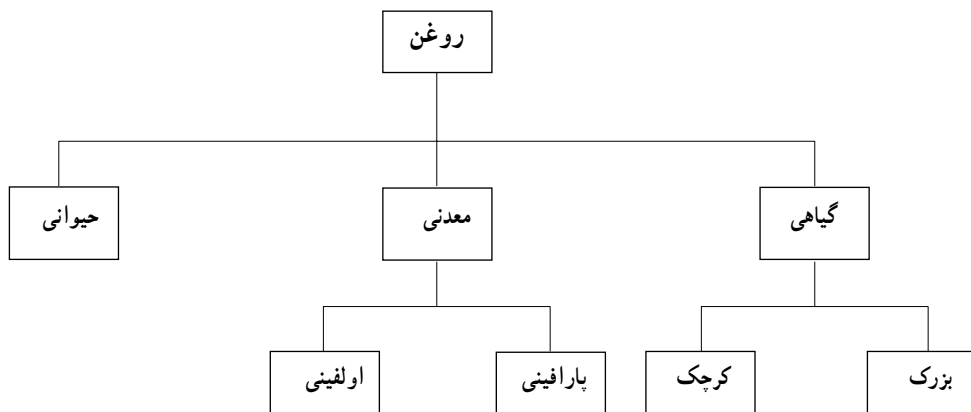 روغن
گیاهی
معدنی
حیوانی
بزرک
کرچک
پارافینی
اولفینی